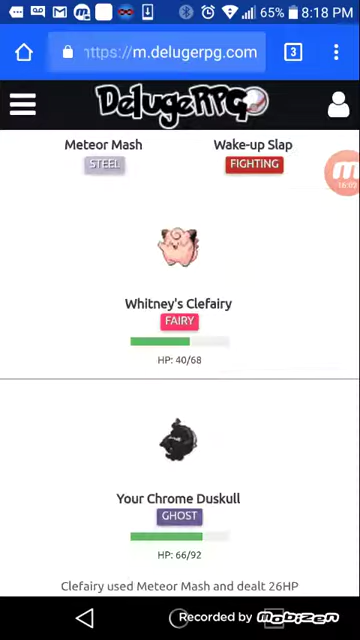 65% 8:18 PM
https://m.delugerpg.com
3
DelugeRPG
Meteor Mash Wake-up Slap
STEEL FIGHTING
16:02
Whitney's Clefairy
FAIRY
HP: 40/68
Your Chrome Duskull
GHOST
HP: 66/92
Clefairy used Meteor Mash and dealt 26HP
Recorded by Mobizen